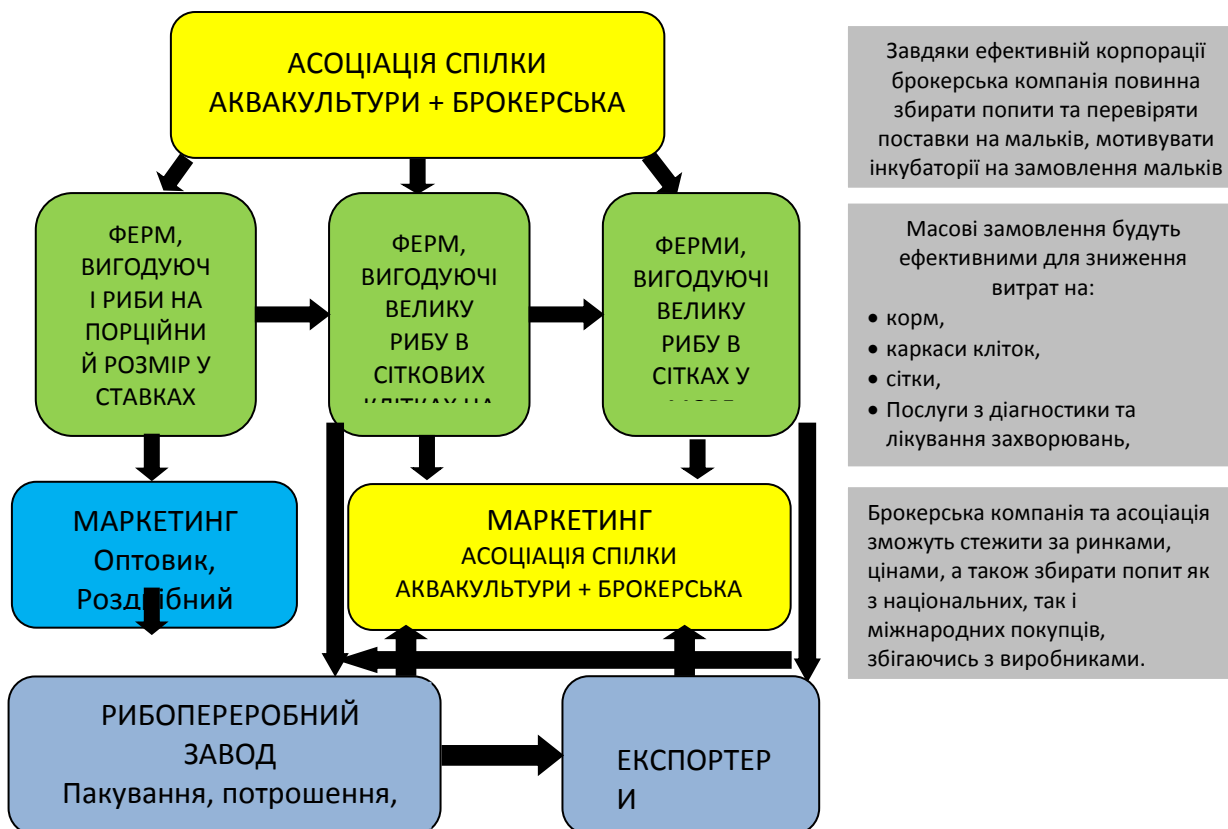 АСОЦІАЦІЯ СПІЛКИ
АКВАКУЛЬТУРИ + БРОКЕРСЬКА
Завдяки ефективній корпорації
брокерська компанія повинна
збирати попити та перевіряти
поставки на мальків, мотивувати
інкубаторії на замовлення мальків
ФЕРМ,
ВИГОДУЮЧ
І РИБИ НА
ПОРЦІЙНИ
Й РОЗМІР У
СТАВКАХ
ФЕРМ,
ВИГОДУЮЧІ
ВЕЛИКУ
РИБУ В
СІТКОВИХ
КЛІТКАХ НА
ФЕРМИ,
ВИГОДУЮЧІ
ВЕЛИКУ
РИБУ В
СІТКАХ У
Масові замовлення будуть
ефективними для зниження
витрат на:
• корм,
• каркаси кліток,
• сітки,
• Послуги з діагностики та
лікування захворювань,
МАРКЕТИНГ
Оптовик,
Роздрібний
МАРКЕТИНГ
АСОЦІАЦІЯ СПІЛКИ
АКВАКУЛЬТУРИ + БРОКЕРСЬКА
Брокерська компанія та асоціація
зможуть стежити за ринками,
цінами, а також збирати попит як
з національних, так і
міжнародних покупців,
збігаючись з виробниками.
РИБОПЕРЕРОБНИЙ
ЗАВОД
Пакування, потрошення,
ЕКСПОРТЕР
И